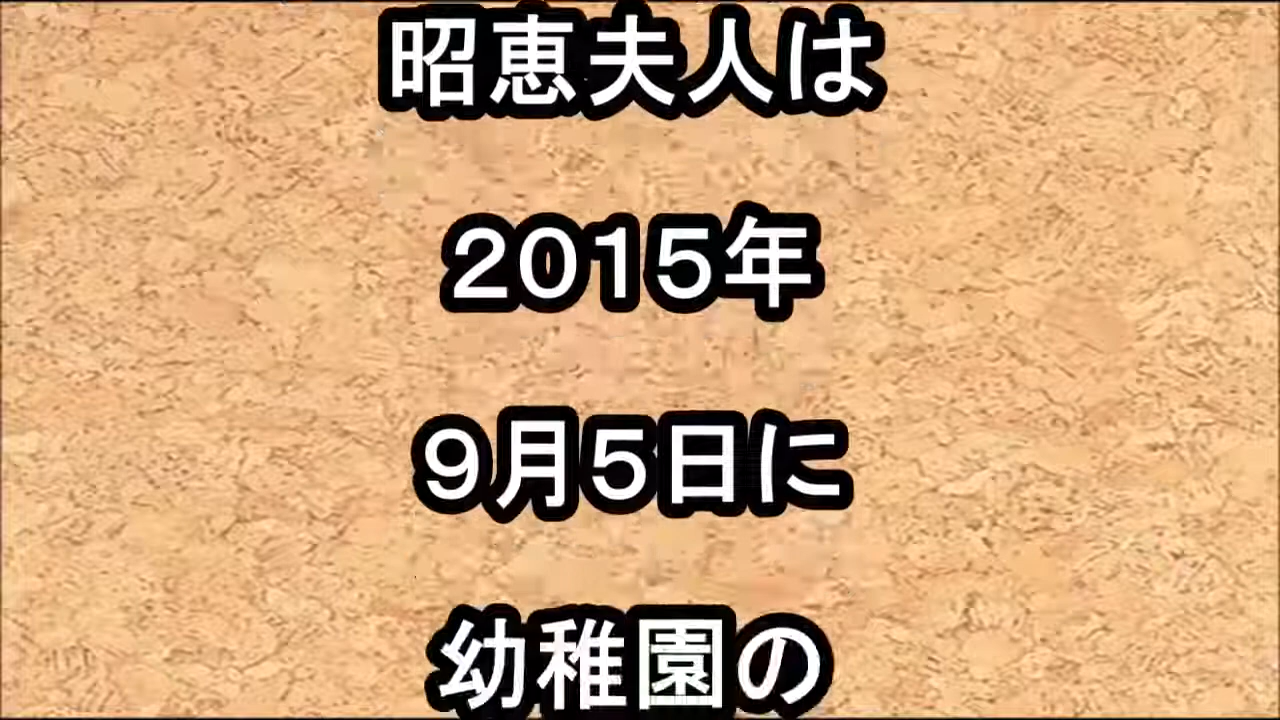 昭恵夫人は
２０１５年
９月５日に
幼稚園の